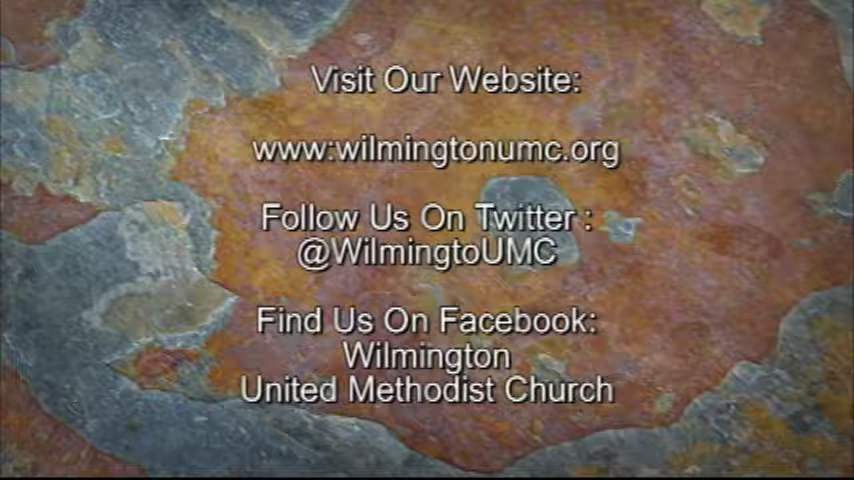 Visit Our Website:
www:wilmingtonumc.org
Follow Us On Twitter :
@WilmingtoUMC
Find Us On Facebook:
Wilmington
United Methodist Church